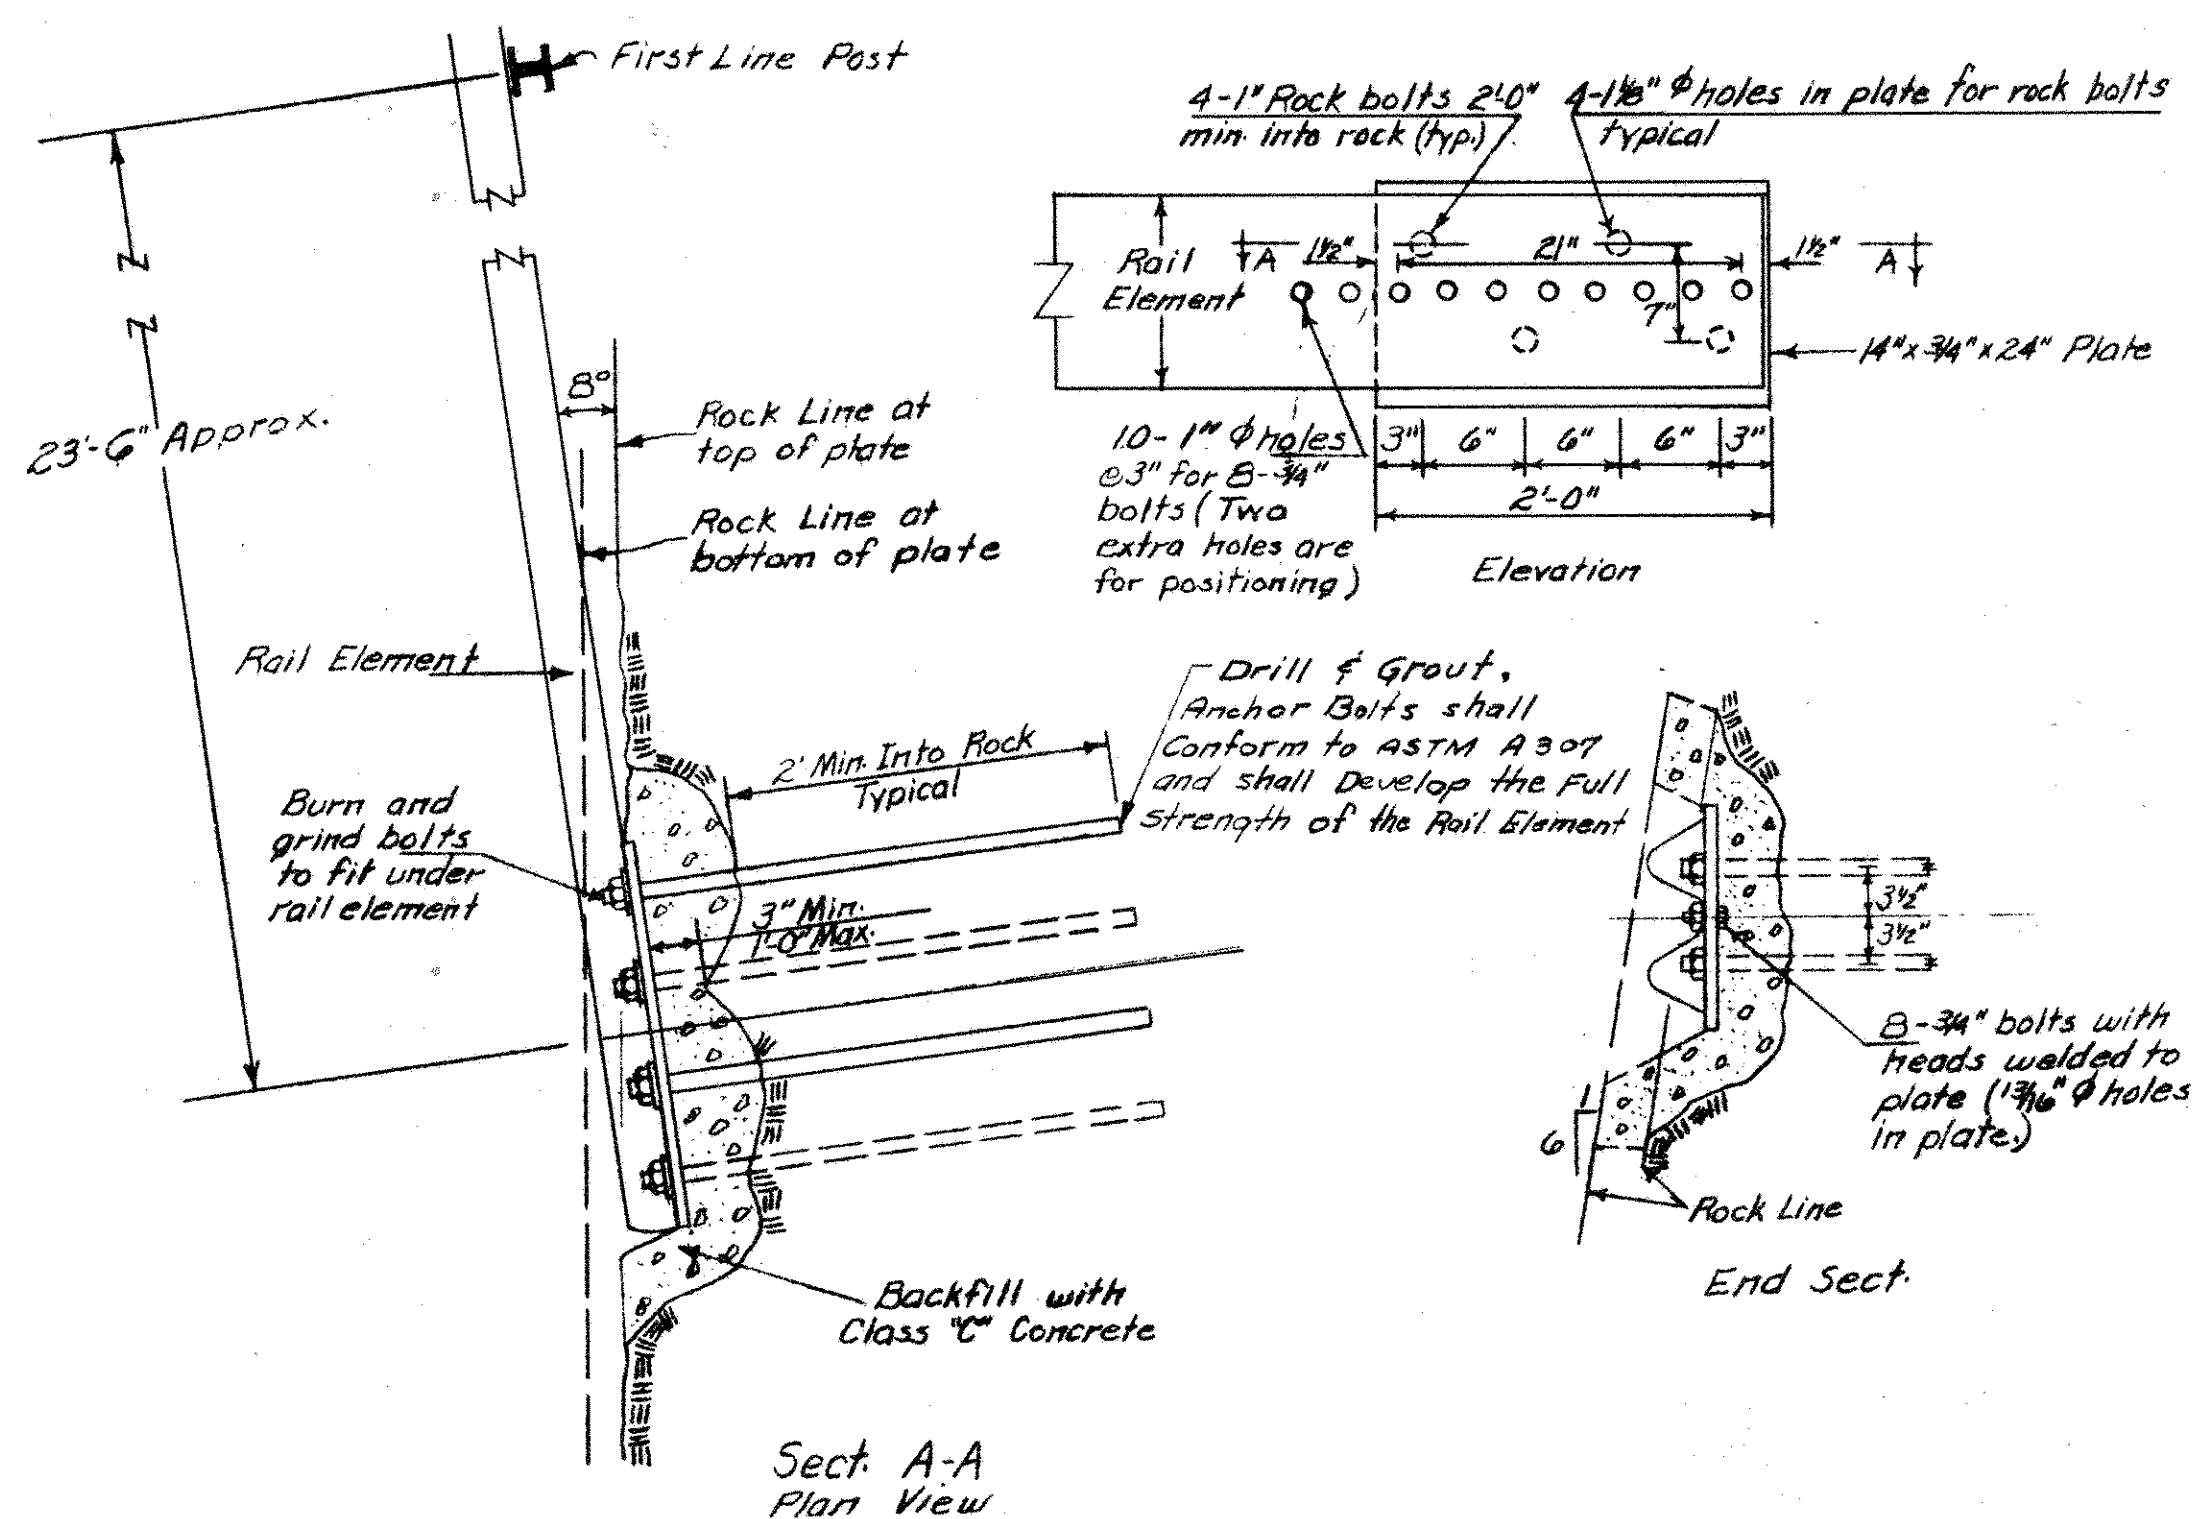 First Line Post
4-1" Rock bolts 2'-0"
min. into rock (typ.)
4-1⅛" Φ holes in plate for rock bolts
typical
Rail
Element
A
1½"
21"
1½"
A
7"
14" x ¾" x 24" Plate
8°
23'-6" Approx.
Rock Line at
top of plate
Rock Line at
bottom of plate
10-1" Φ holes
@3" for 8-¾"
bolts (Two
extra holes are
for positioning)
3" 6" 6" 6" 3"
2'-0"
Elevation
Rail Element
Drill & Grout,
Anchor Bolts shall
Conform to ASTM A 307
and shall Develop the Full
strength of the Rail Element
2' Min. Into Rock
Typical
Burn and
grind bolts
to fit under
rail element
3" Min.
1'-0" Max.
3½"
3½"
8-¾" bolts with
heads welded to
plate (13/16" Φ holes
in plate.)
1
6
Rock Line
End Sect.
Backfill with
Class "C" Concrete
Sect. A-A
Plan View